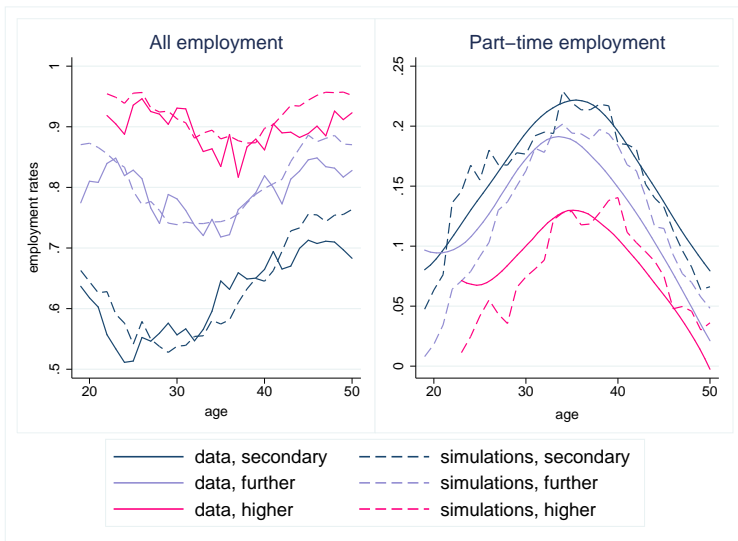 All employment
Part−time employment
employment rates
1
.9
.8
.7
.6
.5
20
30
40
50
age
.25
.2
.15
.1
.05
0
20
30
40
50
age
data, secondary
simulations, secondary
data, further
simulations, further
data, higher
simulations, higher